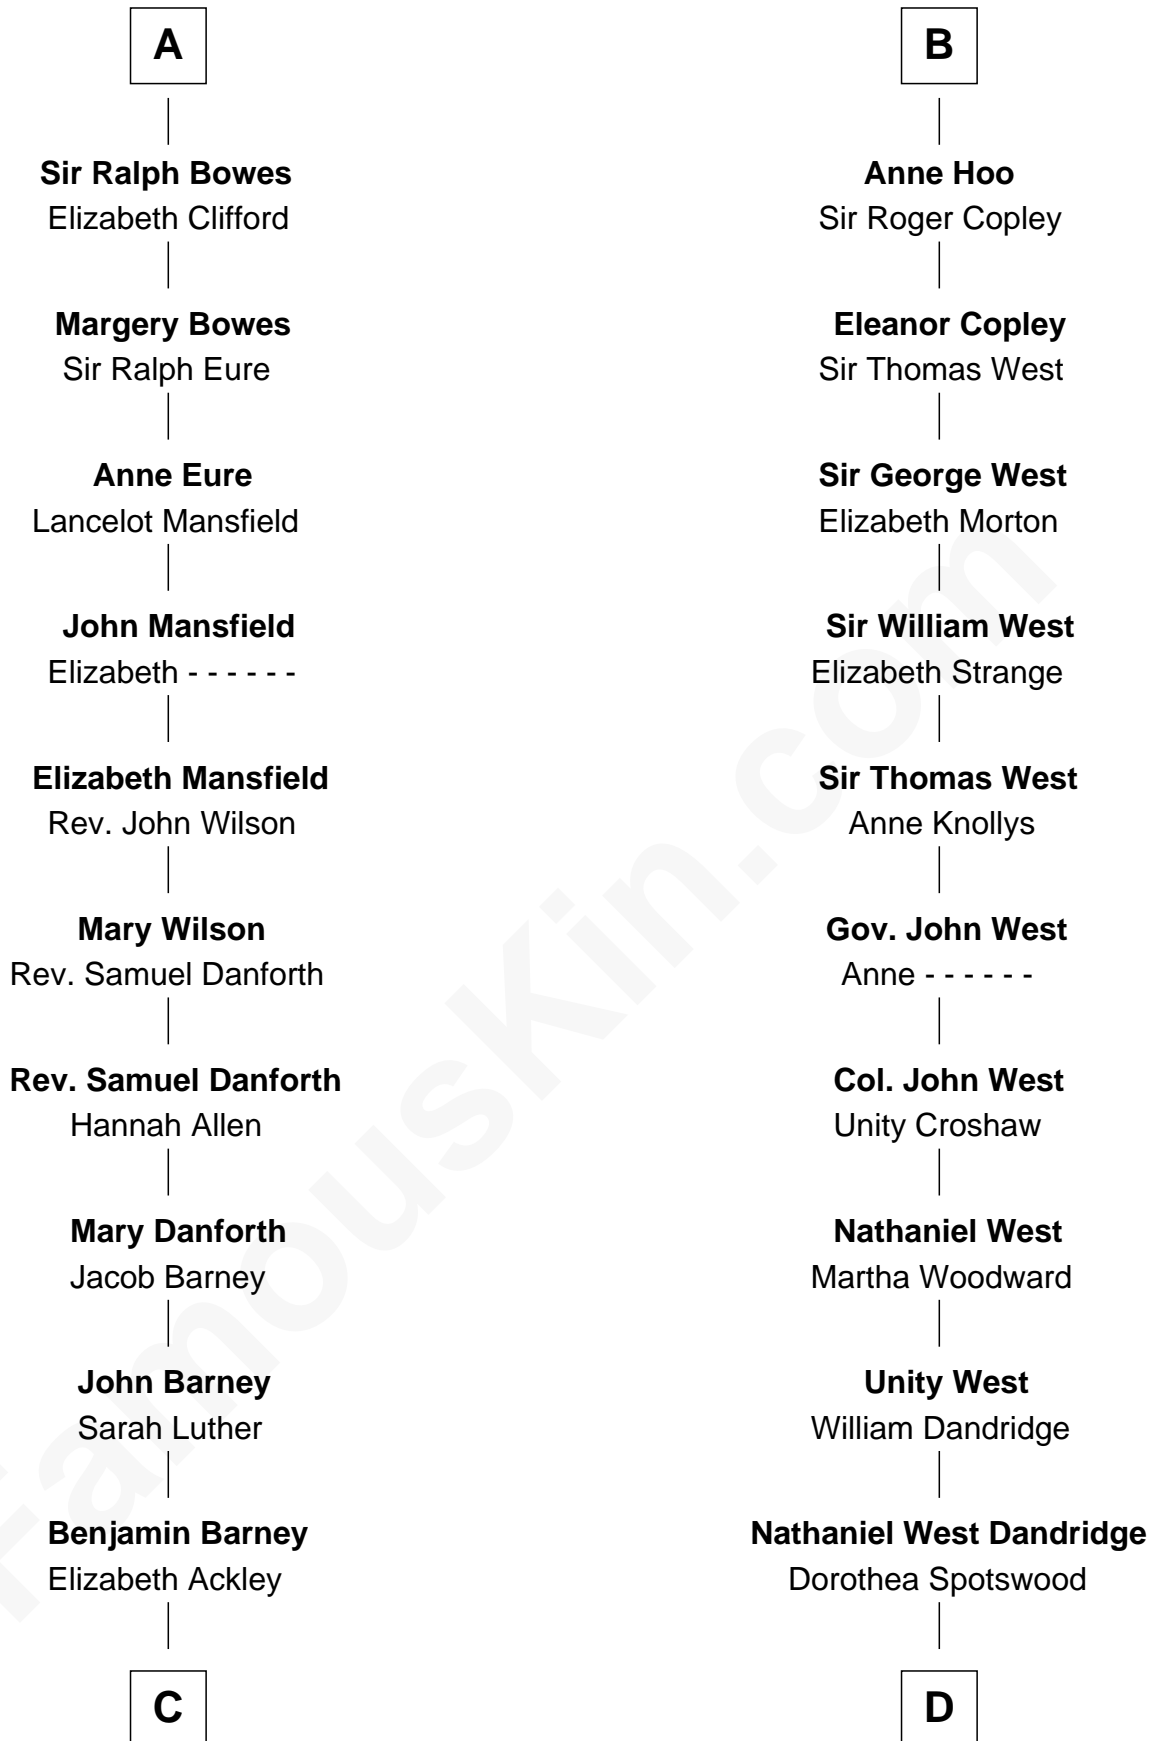 A
Sir Ralph Bowes
Elizabeth Clifford
Margery Bowes
Sir Ralph Eure
Anne Eure
Lancelot Mansfield
John Mansfield
Elizabeth - - - - - -
Elizabeth Mansfield
Rev. John Wilson
Mary Wilson
Rev. Samuel Danforth
Rev. Samuel Danforth
Hannah Allen
Mary Danforth
Jacob Barney
John Barney
Sarah Luther
Benjamin Barney
Elizabeth Ackley
C
B
Anne Hoo
Sir Roger Copley
Eleanor Copley
Sir Thomas West
Sir George West
Elizabeth Morton
Sir William West
Elizabeth Strange
Sir Thomas West
Anne Knollys
Gov. John West
Anne - - - - - -
Col. John West
Unity Croshaw
Nathaniel West
Martha Woodward
Unity West
William Dandridge
Nathaniel West Dandridge
Dorothea Spotswood
D
FamousKin.com